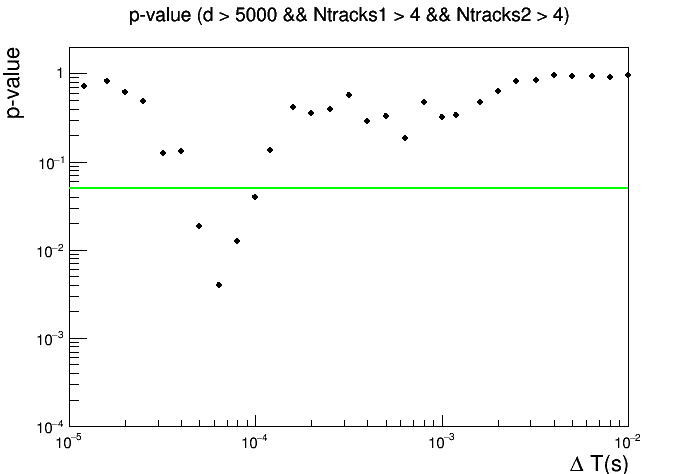 p-value (d > 5000 && Ntracks1 > 4 && Ntracks2 > 4)
p-value
1
10⁻¹
10⁻²
10⁻³
10⁻⁴
10⁻⁵ 10⁻⁴ 10⁻³ 10⁻²
Δ T(s)